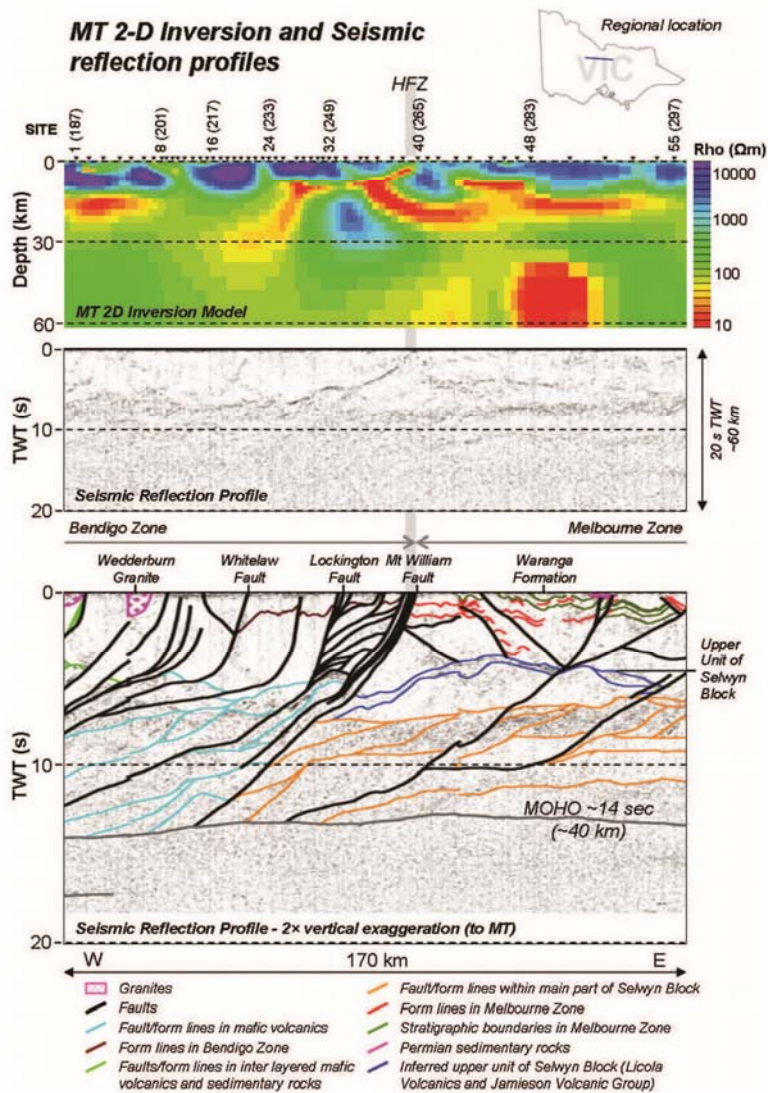 MT 2-D Inversion and Seismic
reflection profiles
Regional location
VIC
HFZ
SITE
1 (187)
8 (201)
16 (217)
24 (233)
32 (249)
40 (265)
48 (283)
55 (297)
Rho (Ωm)
0
30
60
Depth (km)
10000
1000
100
10
MT 2D Inversion Model
0
10
20
TWT (s)
20 s TWT
~60 km
Seismic Reflection Profile
Bendigo Zone
Melbourne Zone
Wedderburn
Granite
Whitelaw
Fault
Lockington
Fault
Mt William
Fault
Waranga
Formation
0
10
20
TWT (s)
Upper
Unit of
Selwyn
Block
MOHO ~14 sec
(~40 km)
Seismic Reflection Profile - 2× vertical exaggeration (to MT)
W
170 km
E
Granites
Faults
Fault/form lines in mafic volcanics
Form lines in Bendigo Zone
Faults/form lines in inter layered mafic
volcanics and sedimentary rocks
Fault/form lines within main part of Selwyn Block
Form lines in Melbourne Zone
Stratigraphic boundaries in Melbourne Zone
Permian sedimentary rocks
Inferred upper unit of Selwyn Block (Licola
Volcanics and Jamieson Volcanic Group)